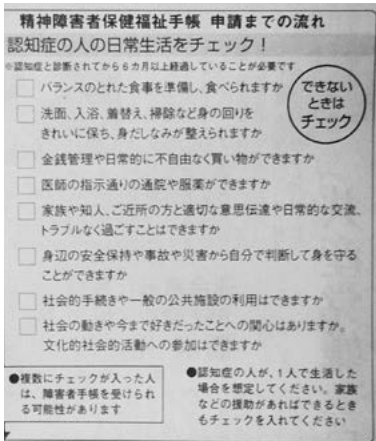 精神障害者保健福祉手帳 申請までの流れ
認知症の人の日常生活をチェック！
※認知症と診断されてから6カ月以上経過していることが必要です
バランスのとれた食事を準備し、食べられますか
できない
ときは
チェック
洗面、入浴、着替え、掃除など身の回りを
きれいに保ち、身だしなみが整えられますか
金銭管理や日常的に不自由なく買い物ができますか
医師の指示通りの通院や服薬ができますか
家族や知人、ご近所の方と適切な意思伝達や日常的な交流、
トラブルなく過ごすことはできますか
身辺の安全保持や事故や災害から自分で判断して身を守る
ことができますか
社会的手続きや一般の公共施設の利用はできますか
社会の動きや今まで好きだったことへの関心はありますか。
文化的社会的活動への参加はできますか
●複数にチェックが入った人
は、障害者手帳を受けられ
る可能性があります
●認知症の人が、1人で生活した
場合を想定してください。家族
などの援助があればできるとき
もチェックを入れてください